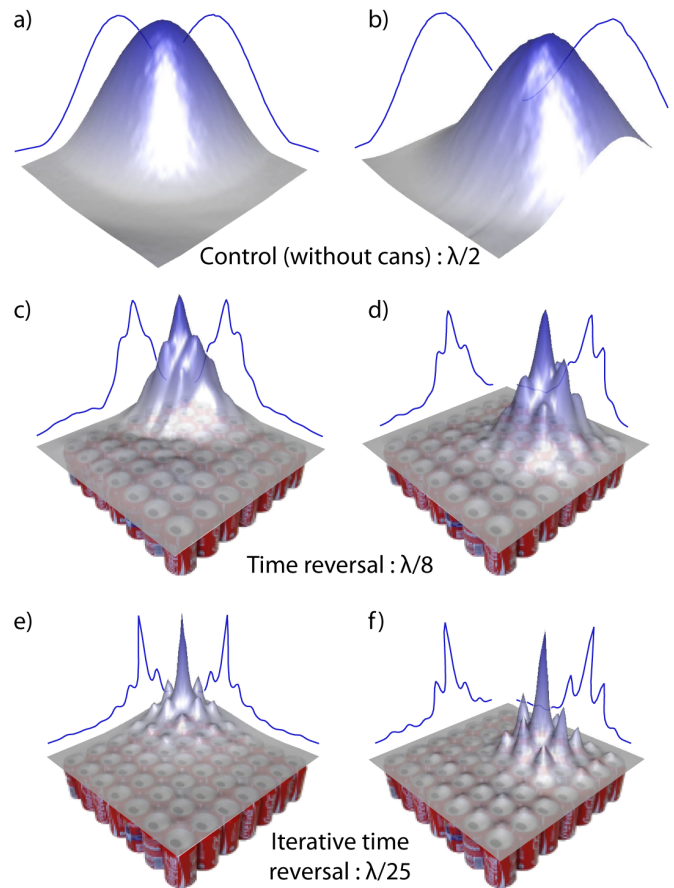 a)
b)
Control (without cans) : λ/2
c)
d)
Time reversal : λ/8
e)
f)
Iterative time
reversal : λ/25